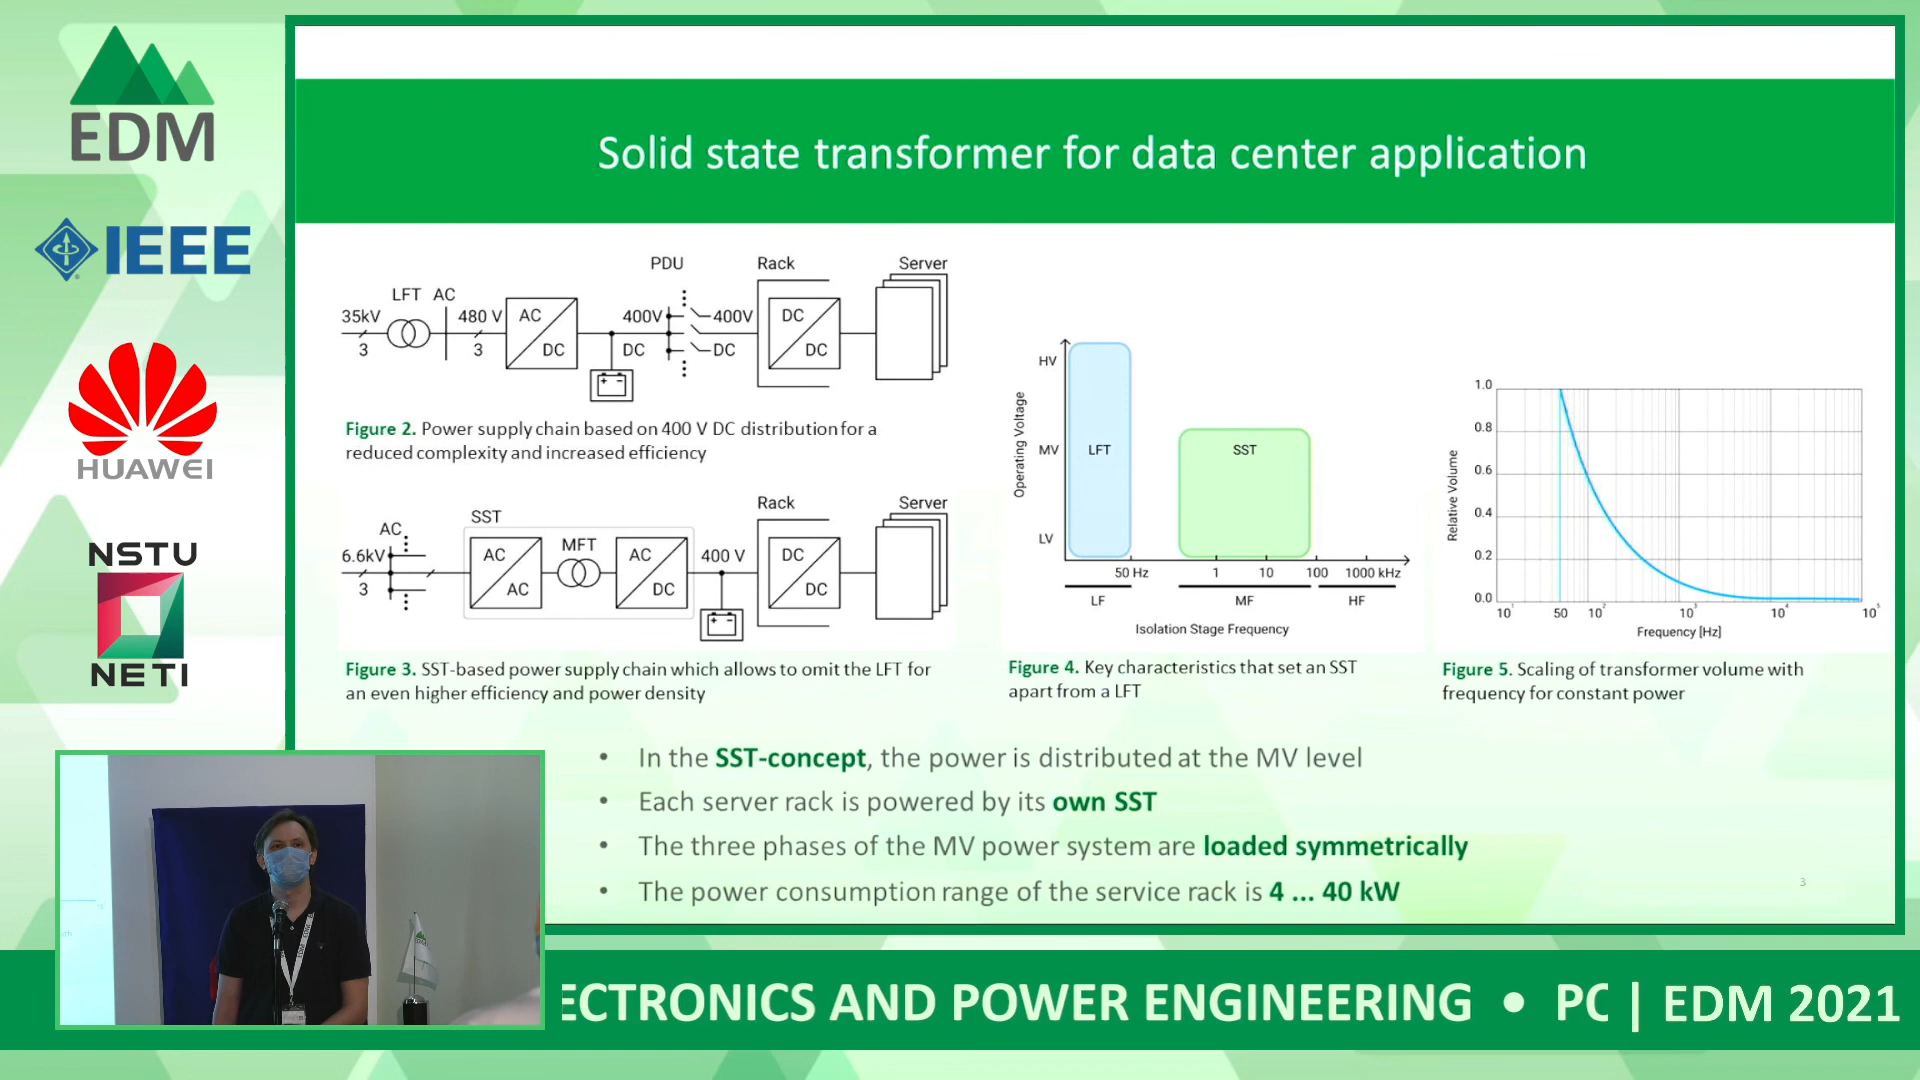 EDM
IEEE
HUAWEI
NSTU
NETI
Solid state transformer for data center application
PDU
Rack
Server
LFT AC
35kV
3
480 V
3
AC
DC
400V
DC
400V
DC
DC
DC
Figure 2. Power supply chain based on 400 V DC distribution for a
reduced complexity and increased efficiency
Rack
Server
SST
AC
MFT
6.6kV
3
AC
AC
AC
DC
400 V
DC
DC
Figure 3. SST-based power supply chain which allows to omit the LFT for
an even higher efficiency and power density
Operating Voltage
HV
MV
LV
LFT
SST
50 Hz
1
10
100
1000 kHz
LF
MF
HF
Isolation Stage Frequency
Figure 4. Key characteristics that set an SST
apart from a LFT
Relative Volume
1.0
0.8
0.6
0.4
0.2
0.0
10¹
50
10²
10³
10⁴
10⁵
Frequency [Hz]
Figure 5. Scaling of transformer volume with
frequency for constant power
• In the SST-concept, the power is distributed at the MV level
• Each server rack is powered by its own SST
• The three phases of the MV power system are loaded symmetrically
• The power consumption range of the service rack is 4 ... 40 kW
3
EDM
ECTRONICS AND POWER ENGINEERING • PC | EDM 2021